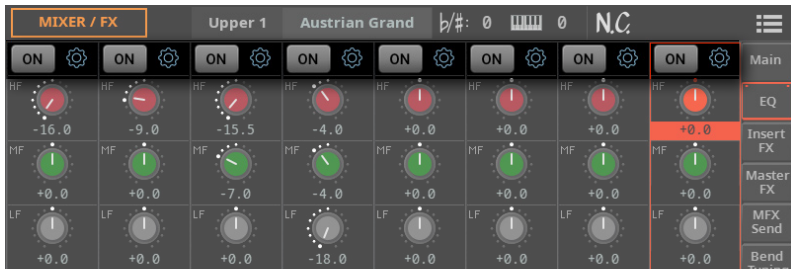 MIXER / FX Upper 1 Austrian Grand b/#: 0 0 N.C.
ON ON ON ON ON ON ON ON Main
HF HF HF HF HF HF HF HF EQ
-16.0 -9.0 -15.5 -4.0 +0.0 +0.0 +0.0 +0.0
Insert
FX
MF MF MF MF MF MF MF MF
+0.0 +0.0 -7.0 -4.0 +0.0 +0.0 +0.0 +0.0
Master
FX
LF LF LF LF LF LF LF LF
MFX
Send
+0.0 +0.0 +0.0 -18.0 +0.0 +0.0 +0.0 +0.0
Bend
Tuning